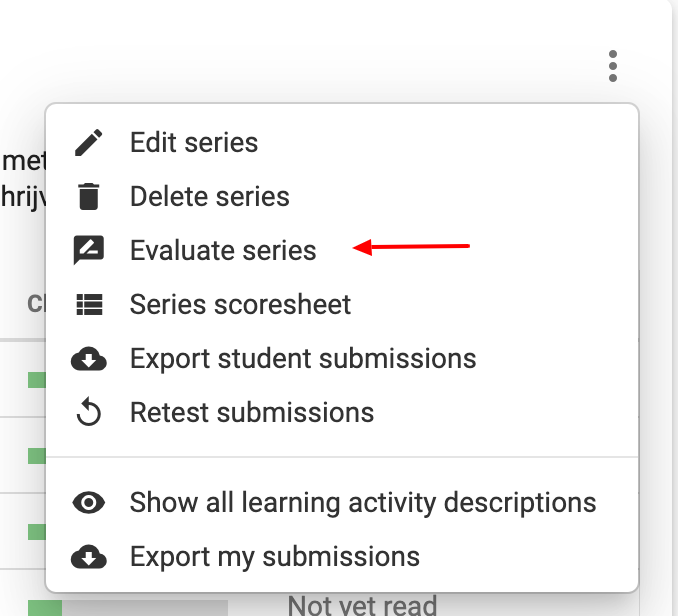 Edit series
met
Delete series
hrijv
Evaluate series
Series scoresheet
Export student submissions
Retest submissions
Show all learning activity descriptions
Export my submissions
Not yet read